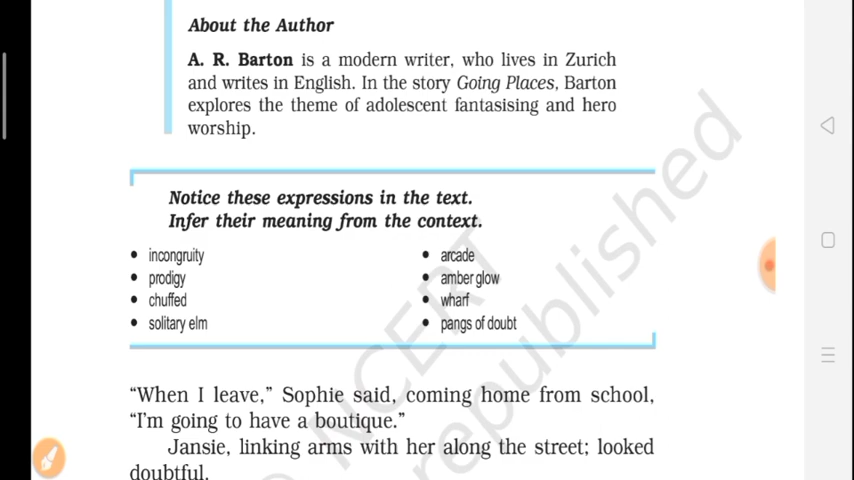 About the Author
A. R. Barton is a modern writer, who lives in Zurich
and writes in English. In the story Going Places, Barton
explores the theme of adolescent fantasising and hero
worship.
Notice these expressions in the text.
Infer their meaning from the context.
• incongruity
• prodigy
• chuffed
• solitary elm
• arcade
• amber glow
• wharf
• pangs of doubt
“When I leave,” Sophie said, coming home from school,
“I’m going to have a boutique.”
Jansie, linking arms with her along the street; looked
doubtful.
© NCERT
republished